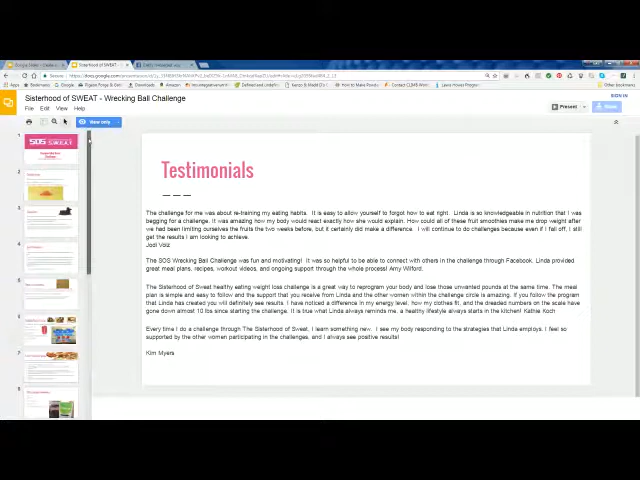 Sisterhood of SWEAT - Wrecking Ball Challenge
SIGN IN
File Edit View Help
Present
View only
Testimonials
The challenge for me was about re-training my eating habits. It is easy to allow yourself to forgot how to eat right. Linda is so knowledgeable in nutrition that I was
begging for a challenge. It was amazing how my body would react exactly how she would explain. How could all of these fruit smoothies make me drop weight after
we had been limiting ourselves the fruits the two weeks before, but it certainly did make a difference. I will continue to do challenges because even if I fall off, I still
get the results I am looking to achieve.
Jodi Volz
The SOS Wrecking Ball Challenge was fun and motivating! It was so helpful to be able to connect with others in the challenge through Facebook. Linda provided
great meal plans, recipes, workout videos, and ongoing support through the whole process! Amy Wilford.
The Sisterhood of Sweat healthy eating weight loss challenge is a great way to reprogram your body and lose those unwanted pounds at the same time. The meal
plan is simple and easy to follow and the support that you receive from Linda and the other women within the challenge circle is amazing. If you follow the program
that Linda has created you will definitely see results. I have noticed a difference in my energy level, how my clothes fit, and the dreaded numbers on the scale have
gone down almost 10 lbs since starting the challenge. It is true what Linda always reminds me, a healthy lifestyle always starts in the kitchen! Kathie Koch
Every time I do a challenge through The Sisterhood of Sweat, I learn something new. I see my body responding to the strategies that Linda employs. I feel so
supported by the other women participating in the challenges, and I always see positive results!
Kim Myers